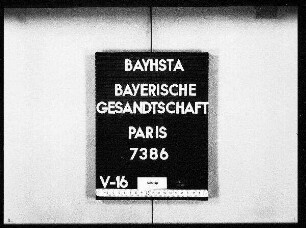 BAYHSTA
BAYERISCHE
GESANDTSCHAFT
PARIS
7386
V-16